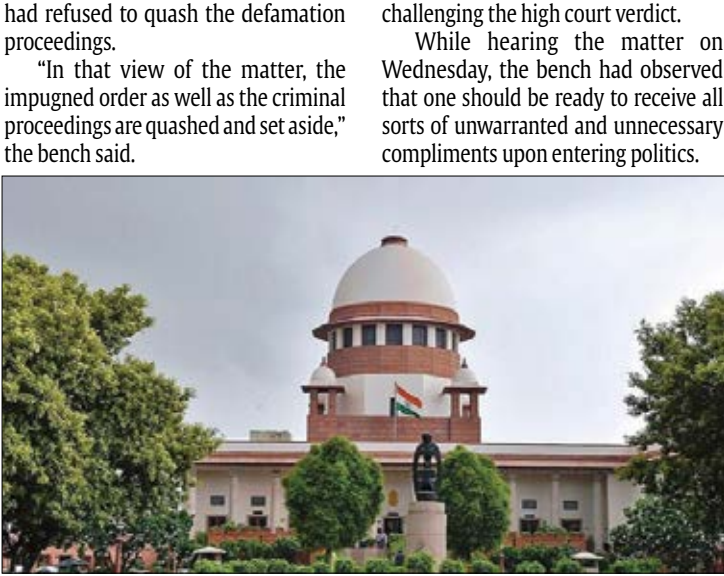 had refused to quash the defamation
proceedings.
“In that view of the matter, the
impugned order as well as the criminal
proceedings are quashed and set aside,”
the bench said.
challenging the high court verdict.
While hearing the matter on
Wednesday, the bench had observed
that one should be ready to receive all
sorts of unwarranted and unnecessary
compliments upon entering politics.